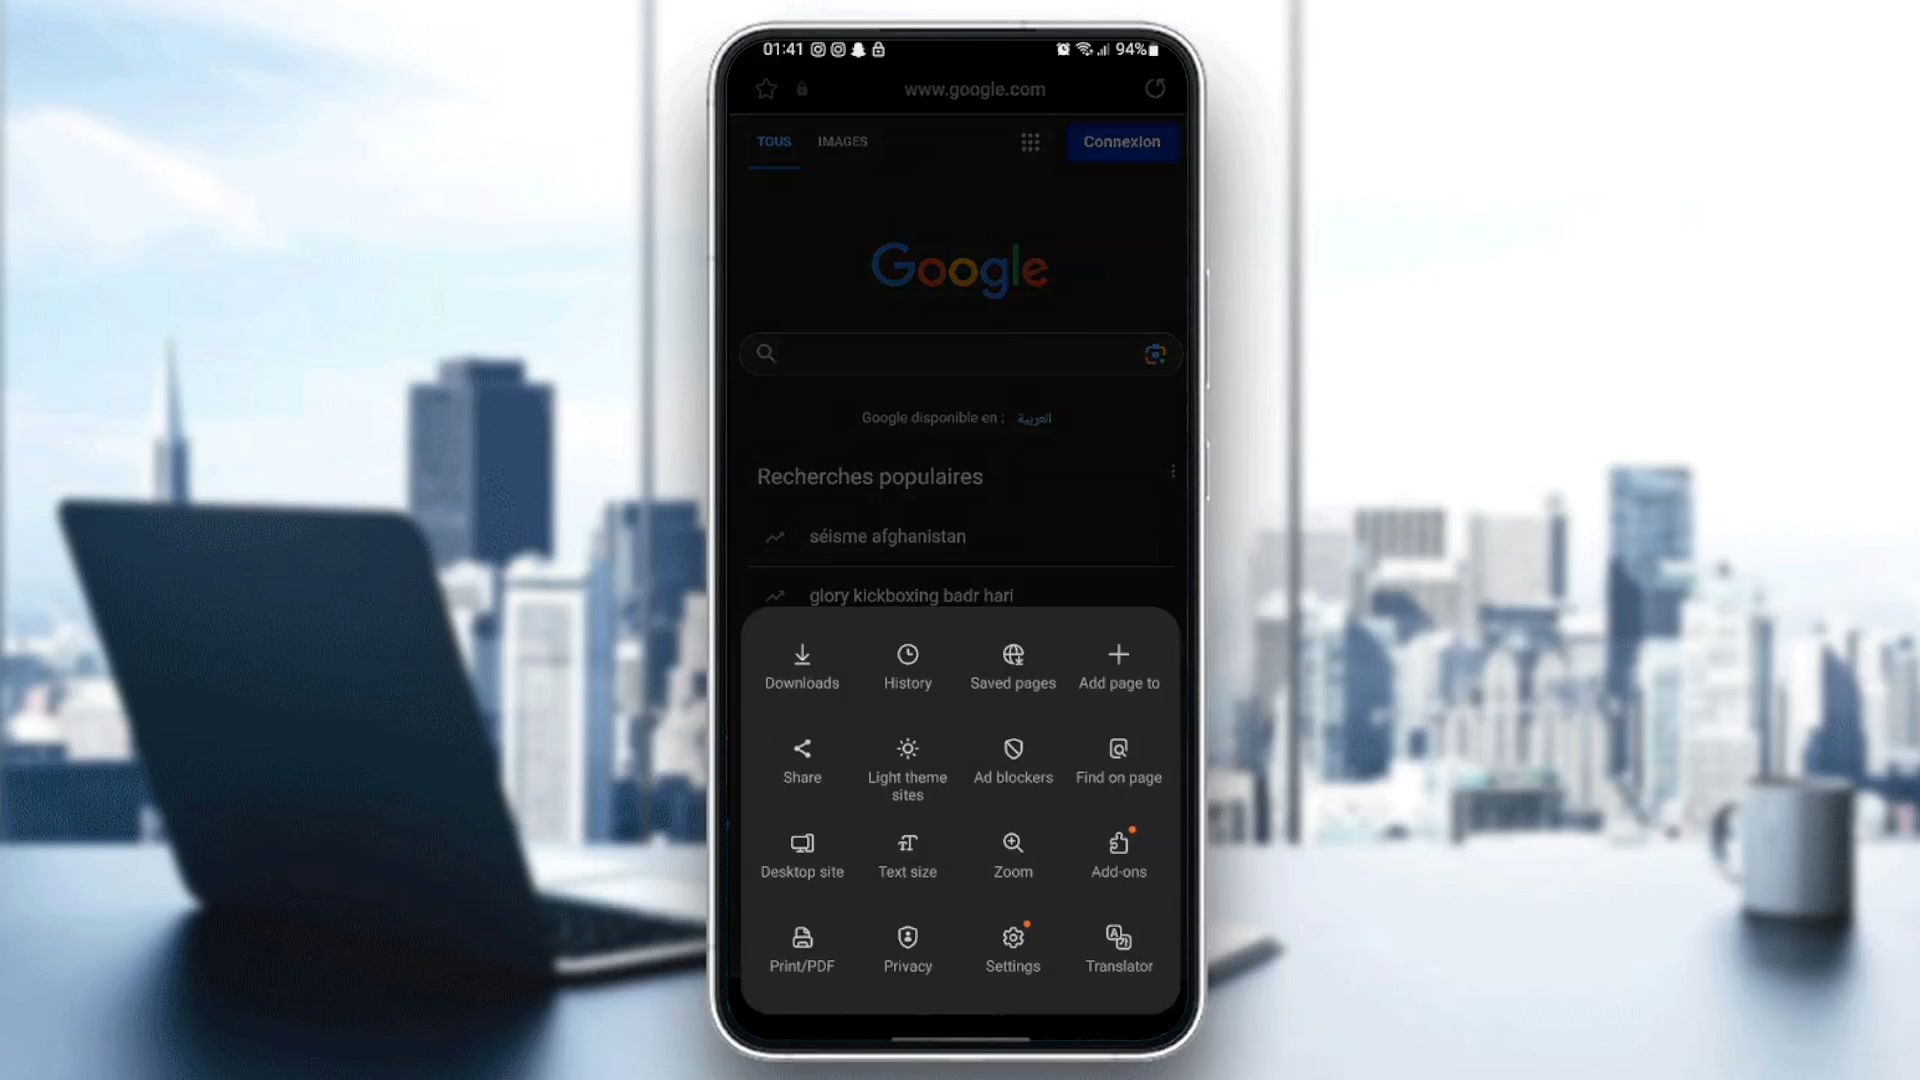 01:41 94%
www.google.com
TOUS IMAGES Connexion
Google
Google disponible en : العربية
Recherches populaires
séisme afghanistan
glory kickboxing badr hari
Downloads History Saved pages Add page to
Share Light theme sites Ad blockers Find on page
Desktop site Text size Zoom Add-ons
Print/PDF Privacy Settings Translator